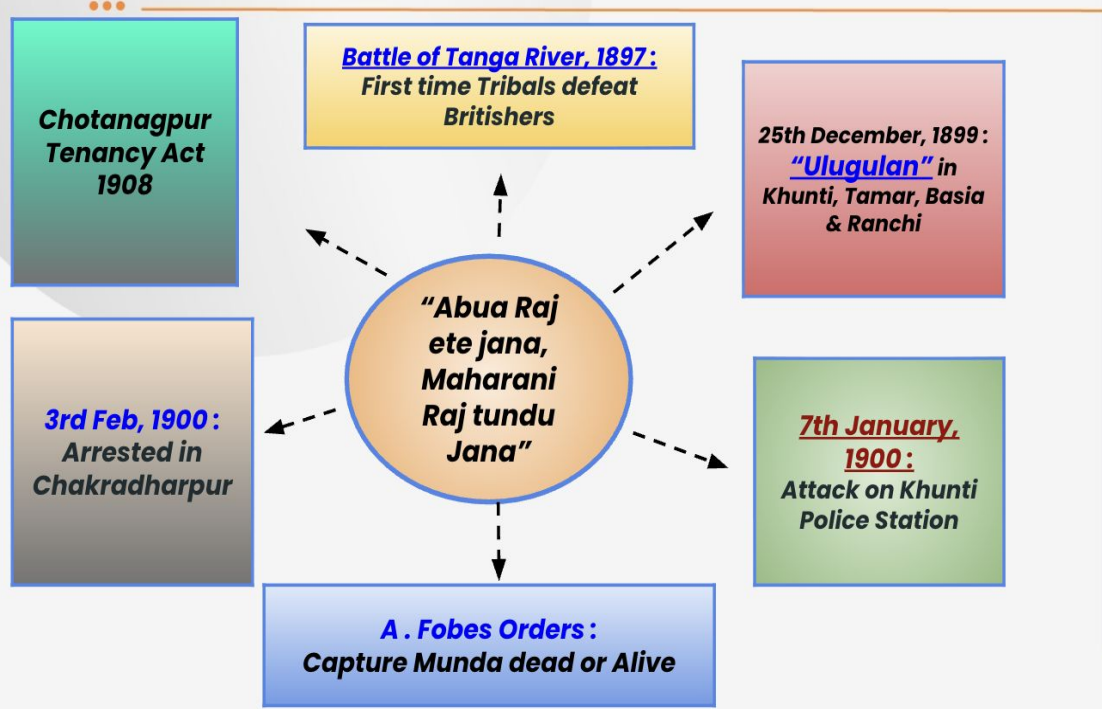 Chotanagpur
Tenancy Act
1908
Battle of Tanga River, 1897 :
First time Tribals defeat
Britishers
25th December, 1899 :
“Ulugulan” in
Khunti, Tamar, Basia
& Ranchi
“Abua Raj
ete jana,
Maharani
Raj tundu
Jana”
3rd Feb, 1900 :
Arrested in
Chakradharpur
7th January,
1900 :
Attack on Khunti
Police Station
A . Fobes Orders :
Capture Munda dead or Alive